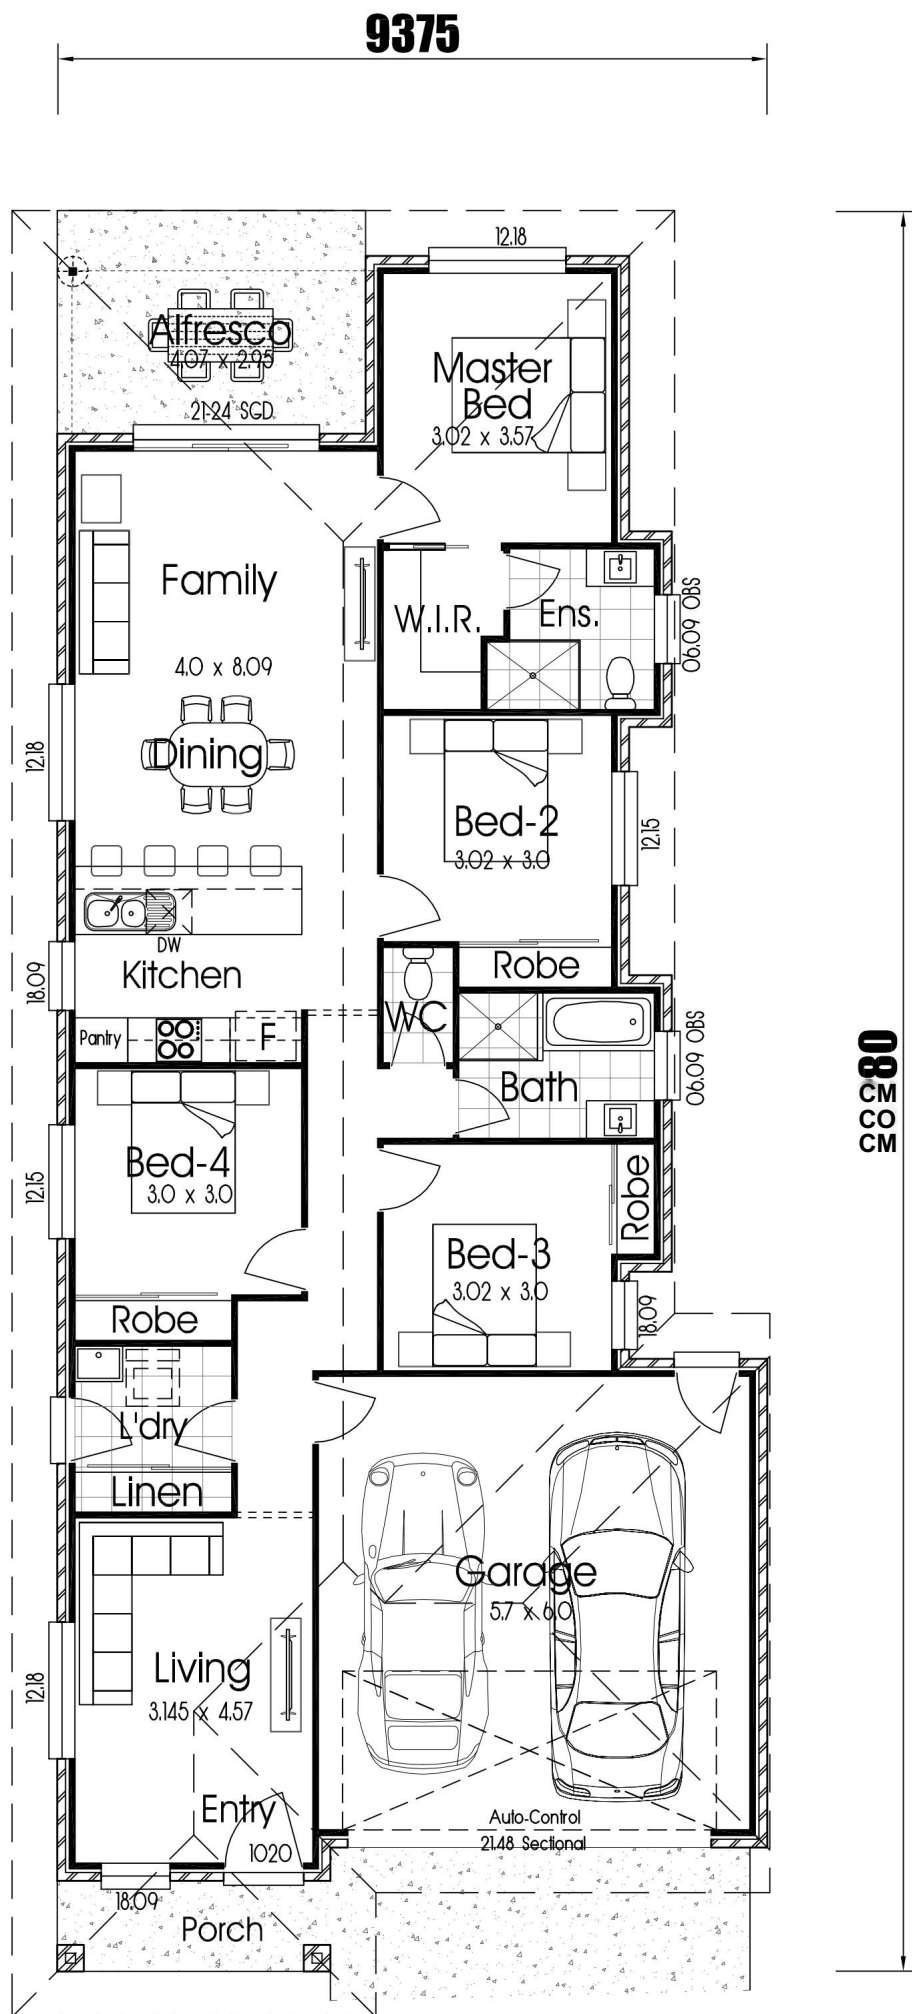 9375
12.18
Alfresco
4.07 x 2.95
21-24 SGD
Master
Bed
3.02 x 3.57
Family
4.0 x 8.09
W.I.R.
Ens.
06.09 OBS
12.18
Dining
Bed-2
3.02 x 3.0
12.15
DW
Kitchen
18.09
Robe
WC
Pantry
F
Bath
06.09 OBS
80
CM
CO
CM
Bed-4
3.0 x 3.0
12.15
Robe
Bed-3
3.02 x 3.0
Robe
18.09
L'dry
Linen
Garage
5.7 x 6.0
Living
3.145 x 4.57
12.18
Entry
1020
Auto-Control
21.48 Sectional
18.09
Porch